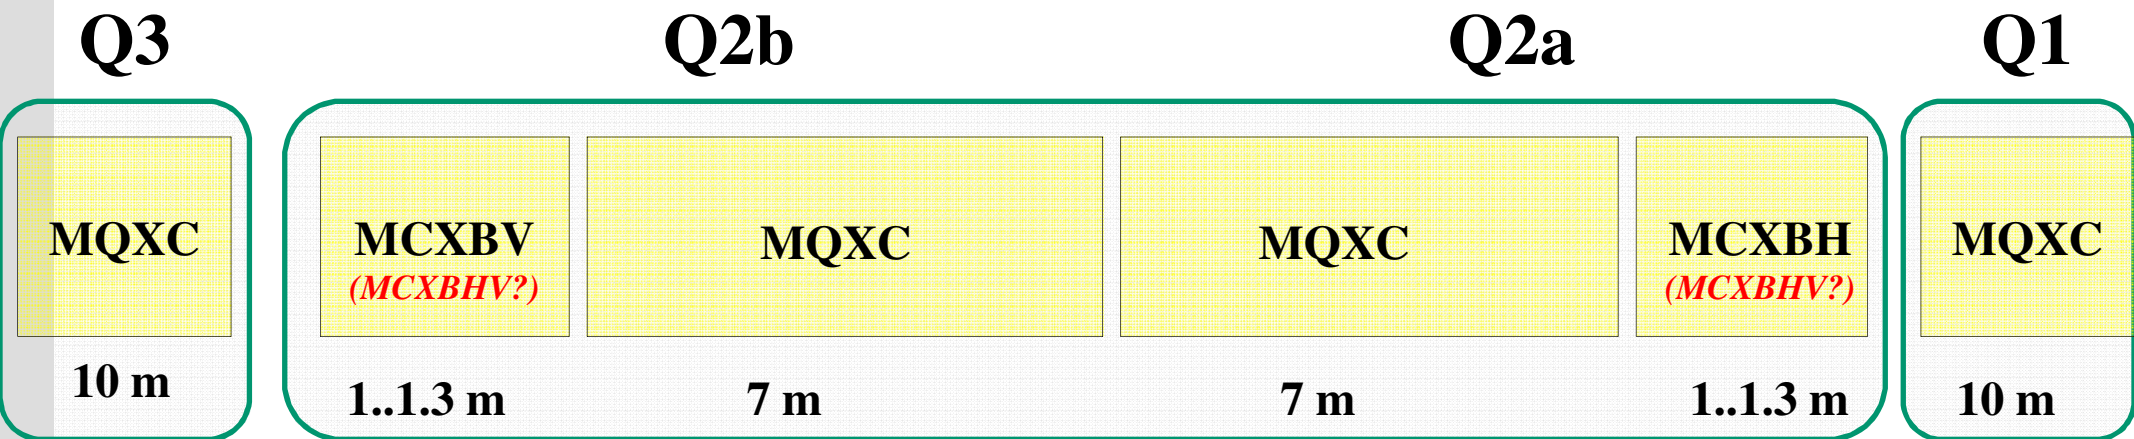 Q3 Q2b Q2a Q1
MQXC MCXBV MQXC MQXC MCXBH MQXC
(MCXBHV?) (MCXBHV?)
10 m 1..1.3 m 7 m 7 m 1..1.3 m 10 m